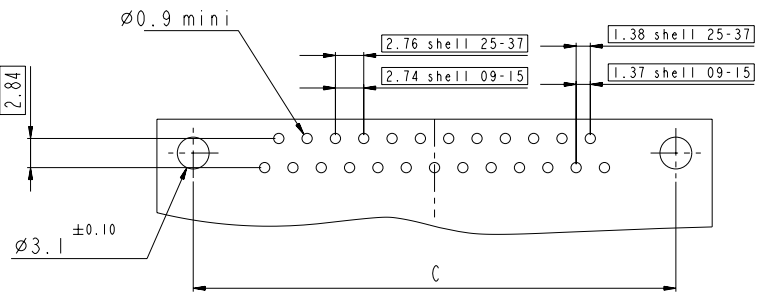 Ø0.9 mini
2.76 shell 25-37
1.38 shell 25-37
2.74 shell 09-15
1.37 shell 09-15
2.84
Ø3.1 ±0.10
C